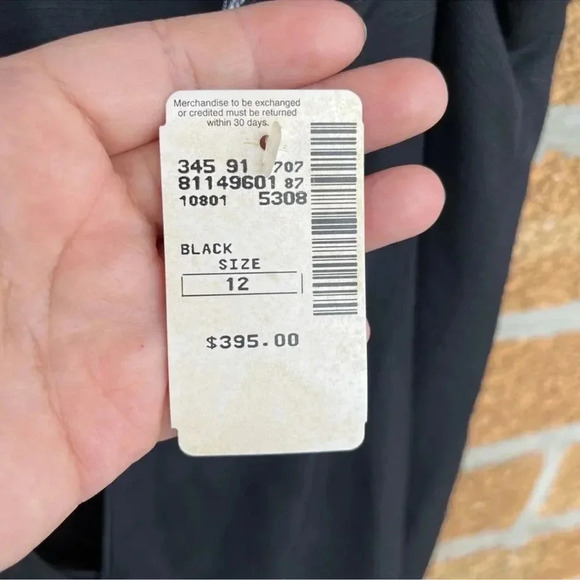 Merchandise to be exchanged
or credited must be returned
within 30 days.
345 91 707
81149601 87
10801 5308
BLACK
SIZE
12
$395.00